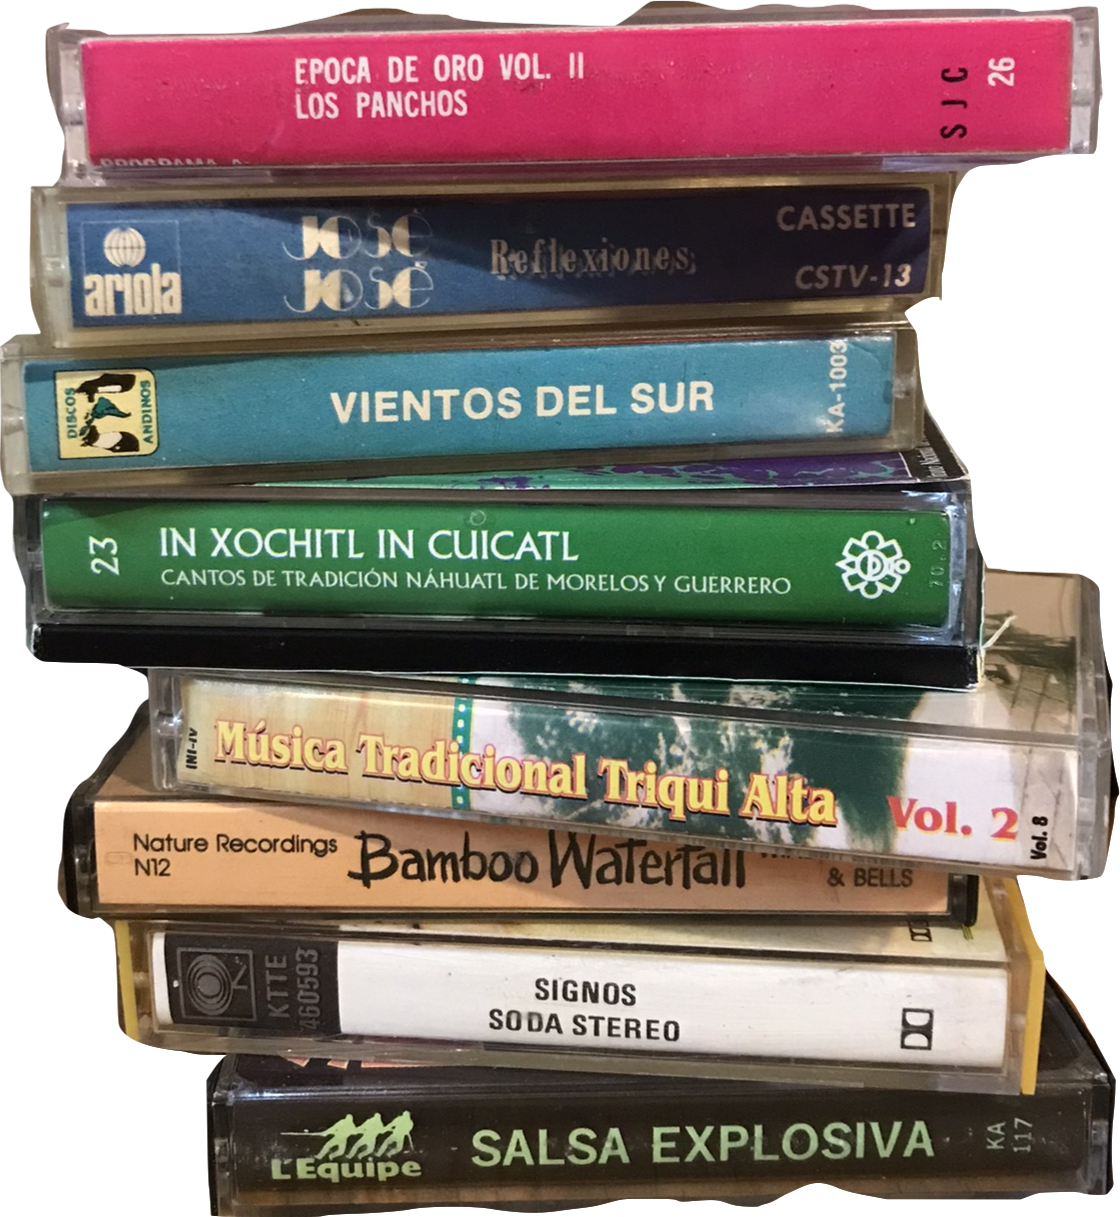 EPOCA DE ORO VOL. II
LOS PANCHOS
SJC
26
ariola
JOSÉ
JOSÉ
Reflexiones
CASSETTE
CSTV-13
DISCOS
ANDINOS
VIENTOS DEL SUR
KA-1003
23
IN XOCHITL IN CUICATL
CANTOS DE TRADICIÓN NÁHUATL DE MORELOS Y GUERRERO
Música Tradicional Triqui Alta
Vol. 2
Vol. 8
Nature Recordings
N12
Bamboo Waterfall
& BELLS
KTTE
460593
SIGNOS
SODA STEREO
L'Equipe
SALSA EXPLOSIVA
KA
117